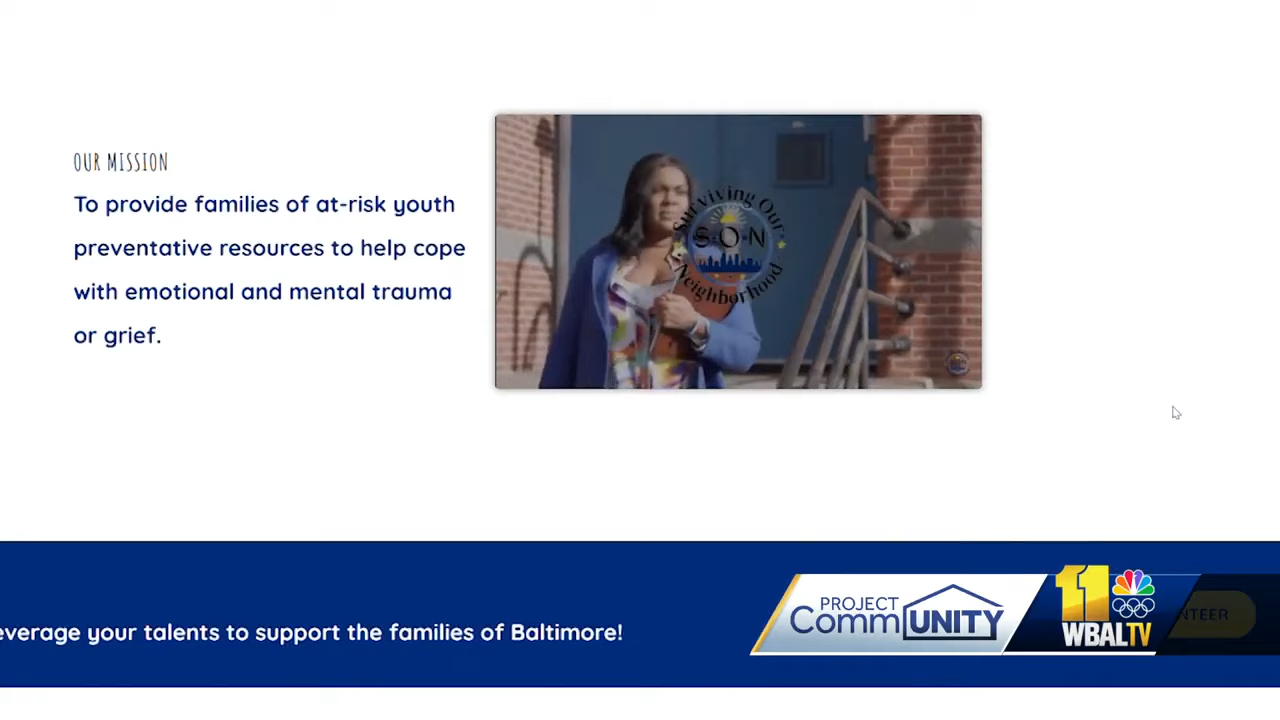 OUR MISSION
To provide families of at-risk youth
preventative resources to help cope
with emotional and mental trauma
or grief.
Surviving Our
S·O·N
Neighborhood
everage your talents to support the families of Baltimore!
PROJECT
CommUNITY
11
WBALTV
NTEER